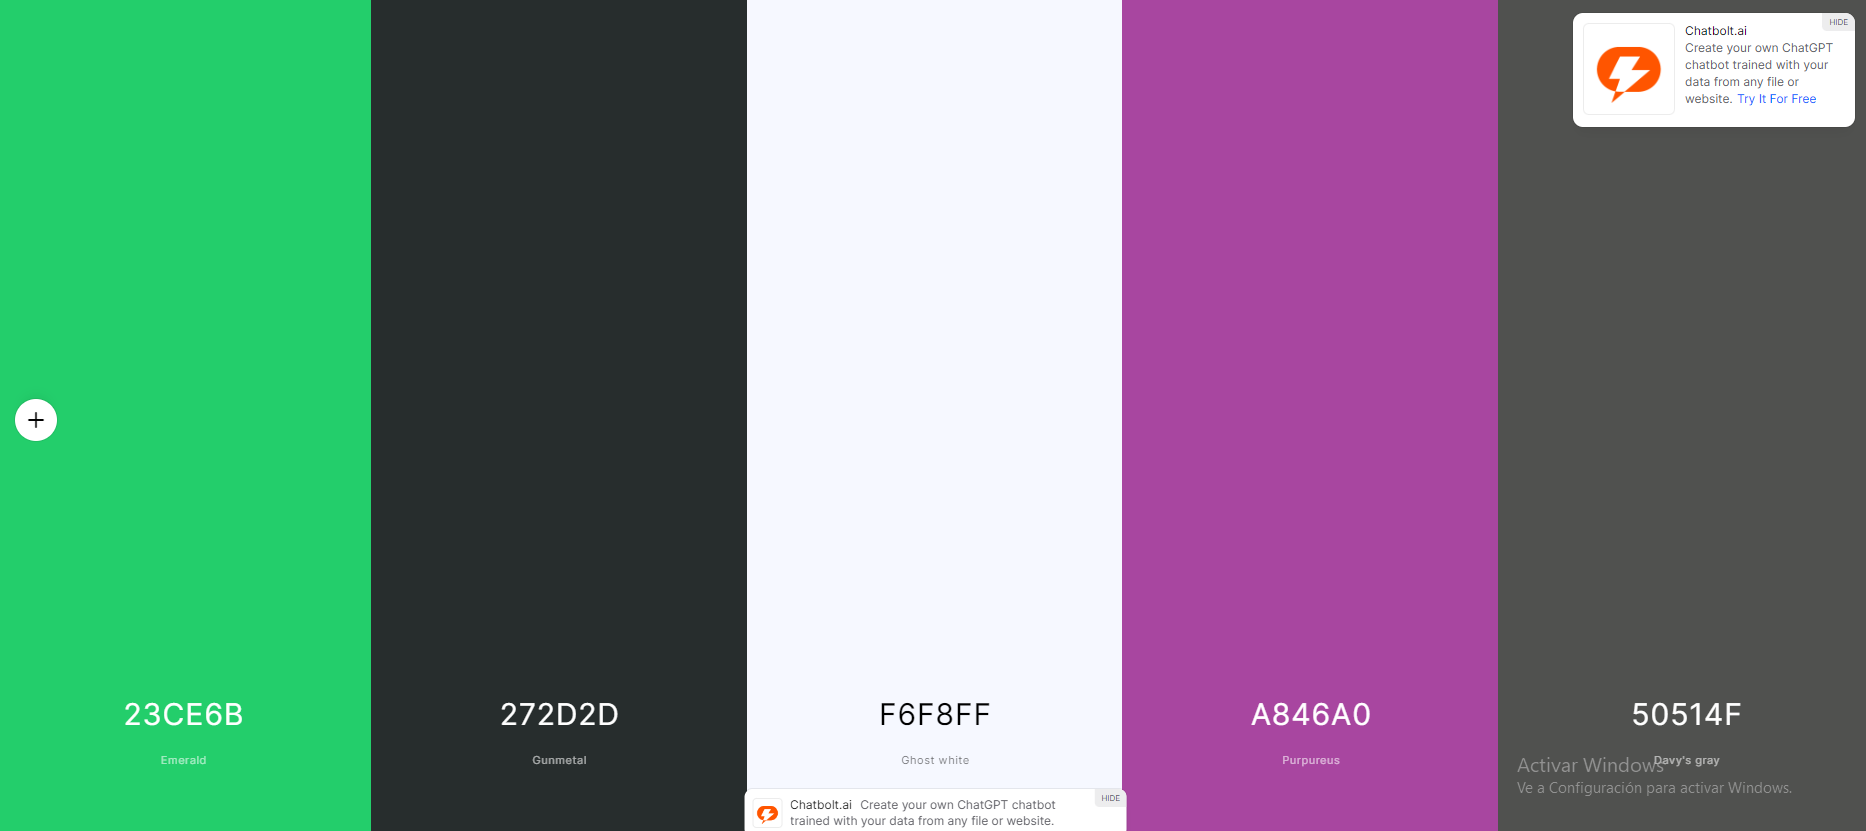 HIDE
Chatbolt.ai
Create your own ChatGPT
chatbot trained with your
data from any file or
website. Try It For Free
23CE6B
272D2D
F6F8FF
A846A0
50514F
Emerald
Gunmetal
Ghost white
Purpureus
Davy's gray
Activar Windows
Ve a Configuración para activar Windows.
HIDE
Chatbolt.ai Create your own ChatGPT chatbot
trained with your data from any file or website.